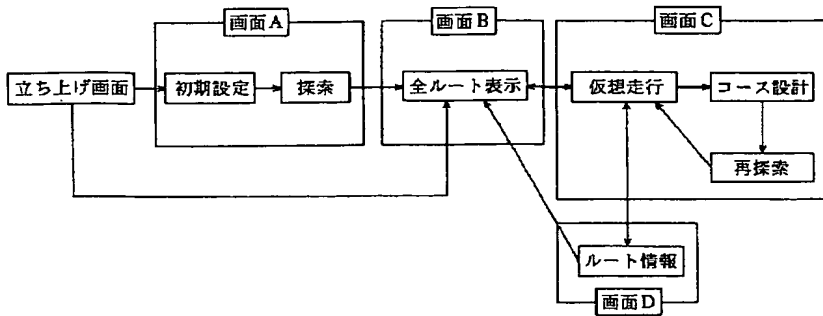 画面A
画面B
画面C
立ち上げ画面
初期設定
探索
全ルート表示
仮想走行
コース設計
再探索
ルート情報
画面D